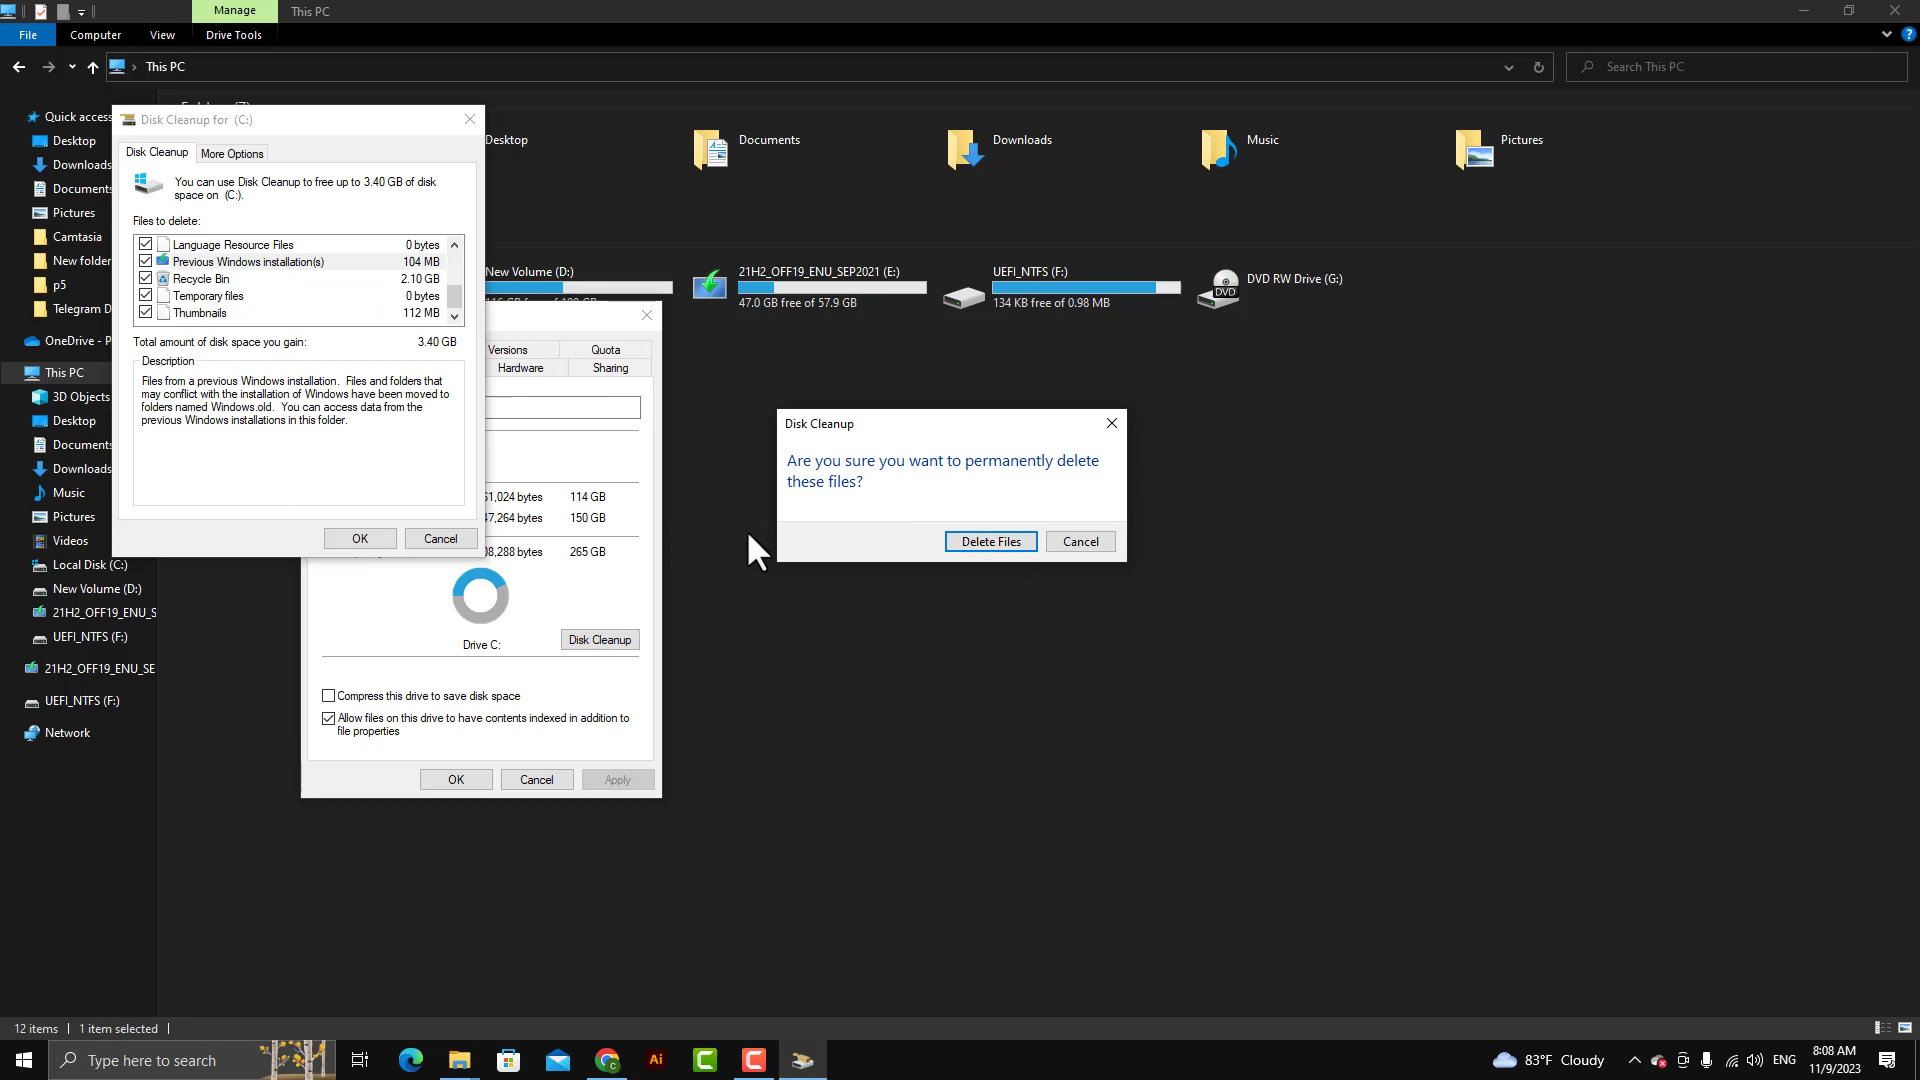 Manage
This PC
File
Computer
View
Drive Tools
This PC
Search This PC
Quick access
Desktop
Downloads
Documents
Pictures
Camtasia
New folder
p5
Telegram D
OneDrive - P
This PC
3D Objects
Desktop
Documents
Downloads
Music
Pictures
Videos
Local Disk (C:)
New Volume (D:)
21H2_OFF19_ENU_S
UEFI_NTFS (F:)
21H2_OFF19_ENU_SE
UEFI_NTFS (F:)
Network
Desktop
Documents
Downloads
Music
Pictures
New Volume (D:)
21H2_OFF19_ENU_SEP2021 (E:)
47.0 GB free of 57.9 GB
UEFI_NTFS (F:)
134 KB free of 0.98 MB
DVD RW Drive (G:)
DVD
Disk Cleanup for (C:)
Disk Cleanup
More Options
You can use Disk Cleanup to free up to 3.40 GB of disk
space on (C:).
Files to delete:
Language Resource Files 0 bytes
Previous Windows installation(s) 104 MB
Recycle Bin 2.10 GB
Temporary files 0 bytes
Thumbnails 112 MB
Total amount of disk space you gain: 3.40 GB
Description
Files from a previous Windows installation. Files and folders that
may conflict with the installation of Windows have been moved to
folders named Windows.old. You can access data from the
previous Windows installations in this folder.
OK
Cancel
Versions
Quota
Hardware
Sharing
61,024 bytes 114 GB
47,264 bytes 150 GB
08,288 bytes 265 GB
Drive C:
Disk Cleanup
Compress this drive to save disk space
Allow files on this drive to have contents indexed in addition to
file properties
OK
Cancel
Apply
Disk Cleanup
Are you sure you want to permanently delete
these files?
Delete Files
Cancel
12 items
1 item selected
Type here to search
Ai
83°F Cloudy
ENG
8:08 AM
11/9/2023